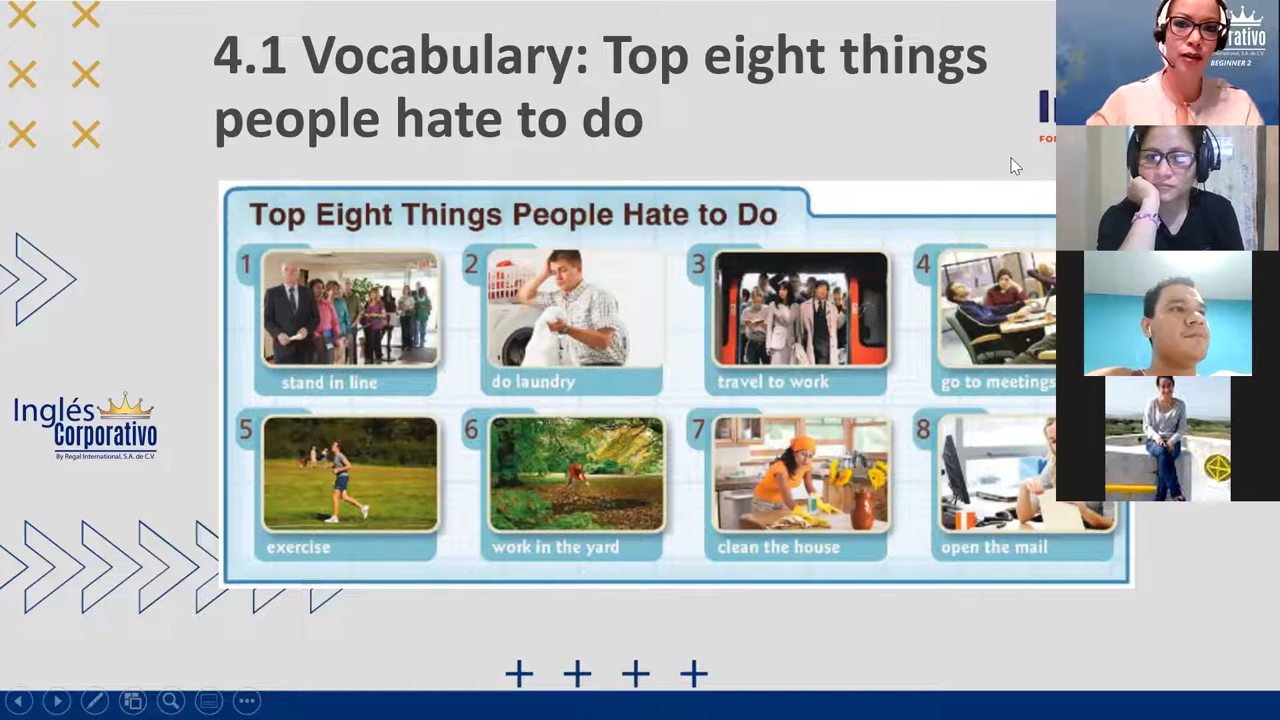 4.1 Vocabulary: Top eight things
people hate to do
Top Eight Things People Hate to Do
1
2
3
4
stand in line
do laundry
travel to work
go to meetings
5
6
7
8
exercise
work in the yard
clean the house
open the mail
Inglés
Corporativo
By Regal International, S.A. de C.V.
BEGINNER 2